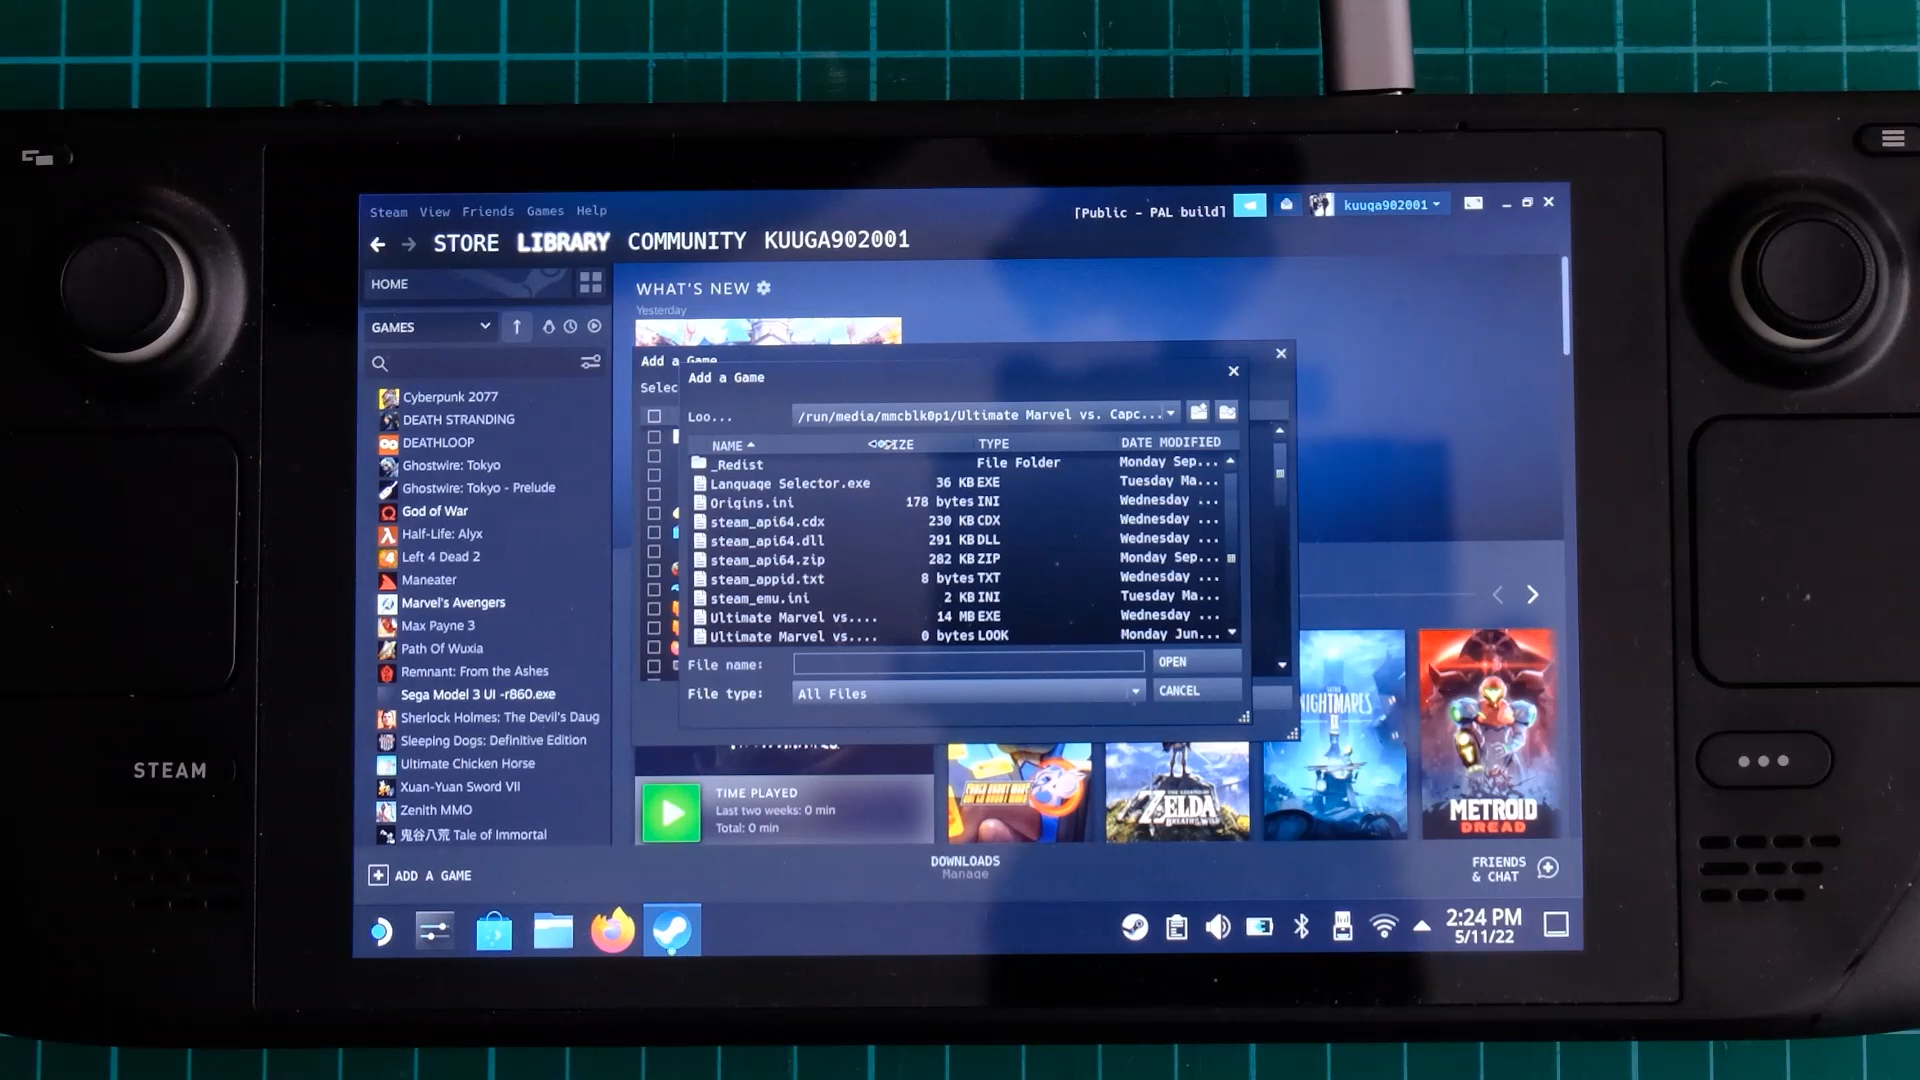 Steam View Friends Games Help
[Public - PAL build]
kuuga902001
STORE LIBRARY COMMUNITY KUUGA902001
HOME
GAMES
Cyberpunk 2077
DEATH STRANDING
DEATHLOOP
Ghostwire: Tokyo
Ghostwire: Tokyo - Prelude
God of War
Half-Life: Alyx
Left 4 Dead 2
Maneater
Marvel's Avengers
Max Payne 3
Path Of Wuxia
Remnant: From the Ashes
Sega Model 3 UI -r860.exe
Sherlock Holmes: The Devil's Daug
Sleeping Dogs: Definitive Edition
Ultimate Chicken Horse
Xuan-Yuan Sword VII
Zenith MMO
鬼谷八荒 Tale of Immortal
WHAT'S NEW
Yesterday
Add a Game
Selec
Add a Game
Loo... /run/media/mmcblk0p1/Ultimate Marvel vs. Capc...
NAME SIZE TYPE DATE MODIFIED
_Redist File Folder Monday Sep...
Language Selector.exe 36 KB EXE Tuesday Ma...
Origins.ini 178 bytes INI Wednesday ...
steam_api64.cdx 230 KB CDX Wednesday ...
steam_api64.dll 291 KB DLL Wednesday ...
steam_api64.zip 282 KB ZIP Monday Sep...
steam_appid.txt 8 bytes TXT Wednesday ...
steam_emu.ini 2 KB INI Tuesday Ma...
Ultimate Marvel vs.... 14 MB EXE Wednesday ...
Ultimate Marvel vs.... 0 bytes LOOK Monday Jun...
File name: OPEN
File type: All Files CANCEL
TIME PLAYED
Last two weeks: 0 min
Total: 0 min
ZELDA
NIGHTMARES
II
METROID
DREAD
ADD A GAME
DOWNLOADS
Manage
FRIENDS
& CHAT
2:24 PM
5/11/22
STEAM